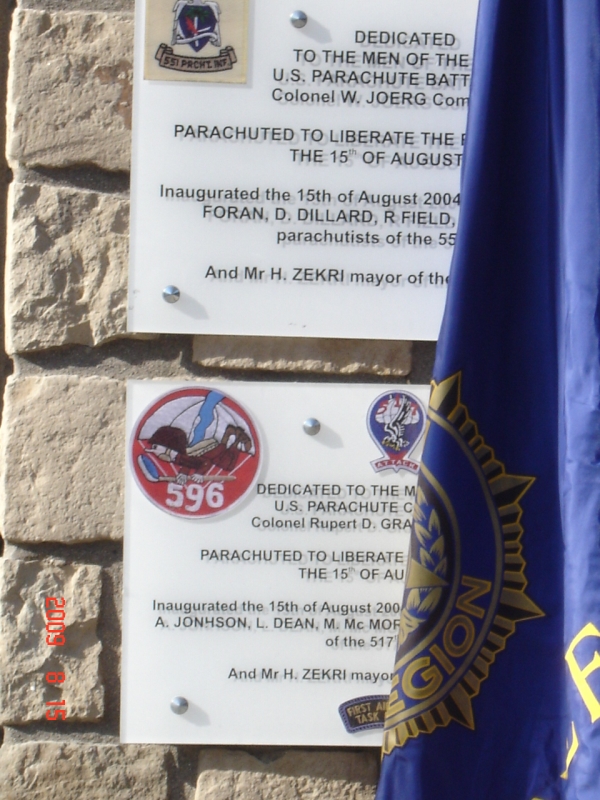 551 PRCHT. INF.
DEDICATED
TO THE MEN OF THE
U.S. PARACHUTE BATT
Colonel W. JOERG Com
PARACHUTED TO LIBERATE THE
THE 15th OF AUGUST
Inaugurated the 15th of August 2004
FORAN, D. DILLARD, R FIELD,
parachutists of the 55
And Mr H. ZEKRI mayor of the
596
ATTACK
DEDICATED TO THE M
U.S. PARACHUTE C
Colonel Rupert D. GRA
PARACHUTED TO LIBERATE
THE 15th OF AU
Inaugurated the 15th of August 200
A. JONHSON, L. DEAN, M. Mc MOR
of the 517
And Mr H. ZEKRI mayor
FIRST AI
TASK
EGION
2009 8 15